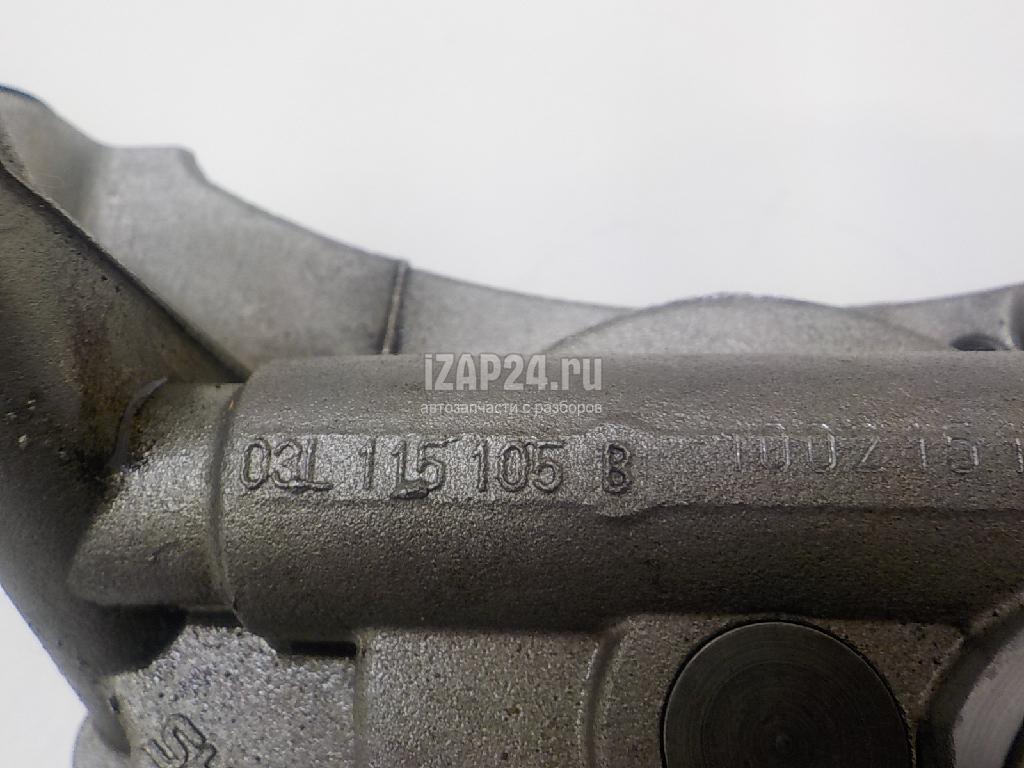 iZAP24.ru
автозапчасти с разборов
03L 115 105 B